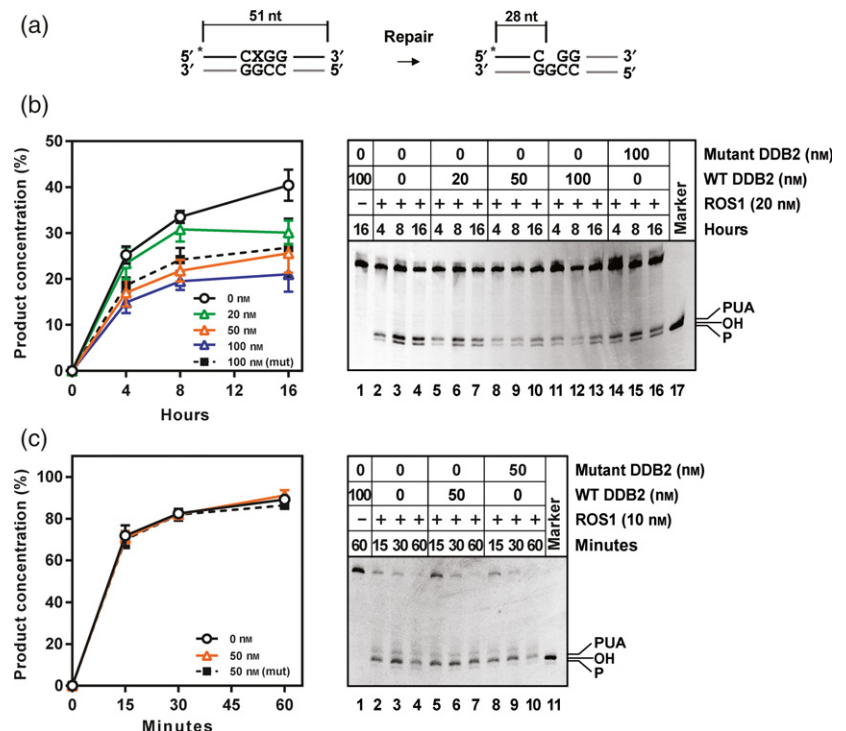 (a)
51 nt
28 nt
Repair
5′ * CXGG 3′
3′ GGCC 5′
→
5′ * C GG 3′
3′ GGCC 5′
(b)
Product concentration (%)
50
40
30
20
10
0
0 4 8 12 16
Hours
0 nM
20 nM
50 nM
100 nM
100 nM (mut)
0 0 0 0 0 100 Mutant DDB2 (nM)
100 0 20 50 100 0 WT DDB2 (nM)
− + + + + + + + + + + + + + + + ROS1 (20 nM)
16 4 8 16 4 8 16 4 8 16 4 8 16 4 8 16 Hours
Marker
PUA
OH
P
1 2 3 4 5 6 7 8 9 10 11 12 13 14 15 16 17
(c)
Product concentration (%)
100
80
60
40
20
0
0 15 30 45 60
Minutes
0 nM
50 nM
50 nM (mut)
0 0 0 50 Mutant DDB2 (nM)
100 0 50 0 WT DDB2 (nM)
− + + + + + + + + + ROS1 (10 nM)
60 15 30 60 15 30 60 15 30 60 Minutes
Marker
PUA
OH
P
1 2 3 4 5 6 7 8 9 10 11